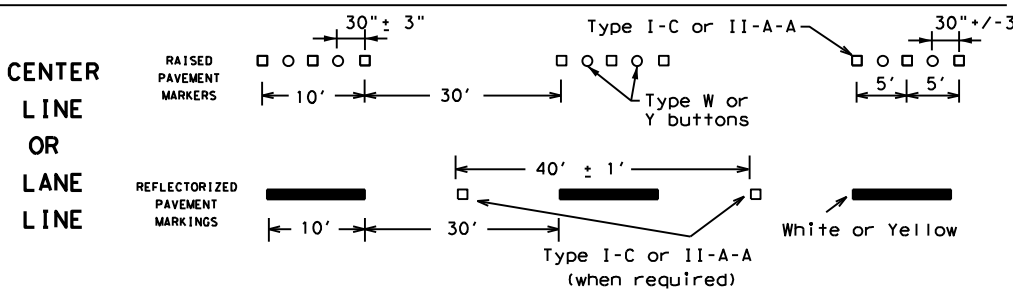 CENTER
LINE
OR
LANE
LINE
RAISED
PAVEMENT
MARKERS
30"± 3"
10'
30'
Type I-C or II-A-A
Type W or
Y buttons
30"+/-3
5'
5'
REFLECTORIZED
PAVEMENT
MARKINGS
40' ± 1'
10'
30'
Type I-C or II-A-A
(when required)
White or Yellow